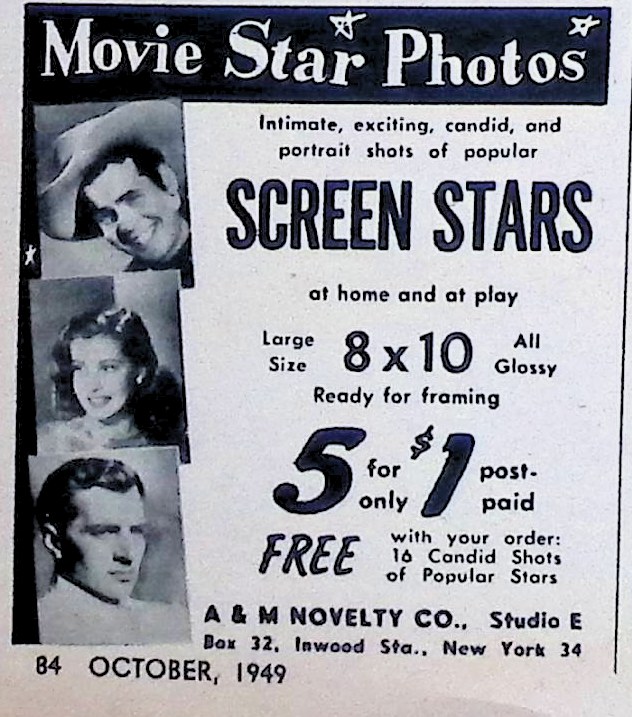 Movie Star Photos
Intimate, exciting, candid, and
portrait shots of popular
SCREEN STARS
at home and at play
Large Size 8 x 10 All Glossy
Ready for framing
5 for only $1 post-paid
FREE with your order:
16 Candid Shots
of Popular Stars
A & M NOVELTY CO., Studio E
Box 32, Inwood Sta., New York 34
84 OCTOBER, 1949